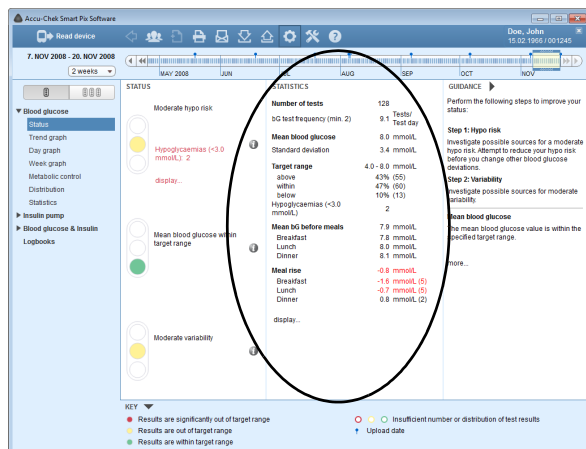 Accu-Chek Smart Pix Software
Read device
Doe, John
15.02.1966 / 001245
7. NOV 2008 - 20. NOV 2008
2 weeks
MAY 2008 JUN JUL AUG SEP OCT NOV
Blood glucose
Status
Trend graph
Day graph
Week graph
Metabolic control
Distribution
Statistics
Insulin pump
Blood glucose & Insulin
Logbooks
STATUS
Moderate hypo risk
Hypoglycaemias (<3.0
mmol/L): 2
display...
Mean blood glucose within
target range
Moderate variability
STATISTICS
Number of tests 128
bG test frequency (min. 2) 9.1 Tests/
Test day
Mean blood glucose 8.0 mmol/L
Standard deviation 3.4 mmol/L
Target range 4.0 - 8.0 mmol/L
above 43% (55)
within 47% (60)
below 10% (13)
Hypoglycaemias (<3.0
mmol/L) 2
Mean bG before meals 7.9 mmol/L
Breakfast 7.8 mmol/L
Lunch 8.0 mmol/L
Dinner 8.1 mmol/L
Meal rise -0.8 mmol/L
Breakfast -1.6 mmol/L (5)
Lunch -0.7 mmol/L (5)
Dinner 0.8 mmol/L (2)
display...
GUIDANCE
Perform the following steps to improve your
status:
Step 1: Hypo risk
Investigate possible sources for a moderate
hypo risk. Attempt to reduce your hypo risk
before you change other blood glucose
deviations.
Step 2: Variability
Investigate possible sources for moderate
variability.
Mean blood glucose
The mean blood glucose value is within the
specified target range.
more...
KEY
Results are significantly out of target range
Results are out of target range
Results are within target range
Insufficient number or distribution of test results
Upload date